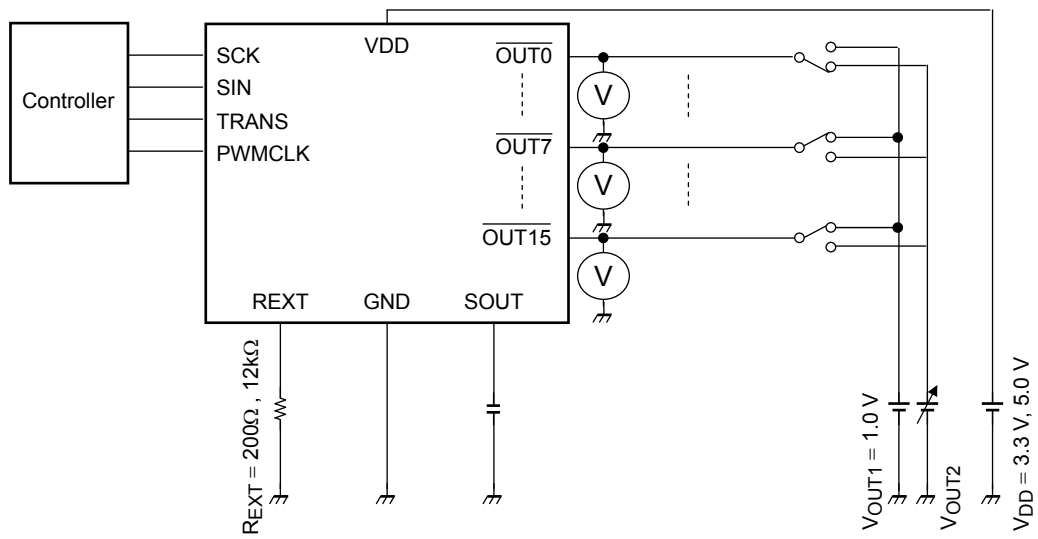 Controller
SCK
SIN
TRANS
PWMCLK
VDD
OUT0
OUT7
OUT15
V
V
V
REXT
GND
SOUT
REXT = 200Ω , 12kΩ
VOUT1 = 1.0 V
VOUT2
VDD = 3.3 V, 5.0 V